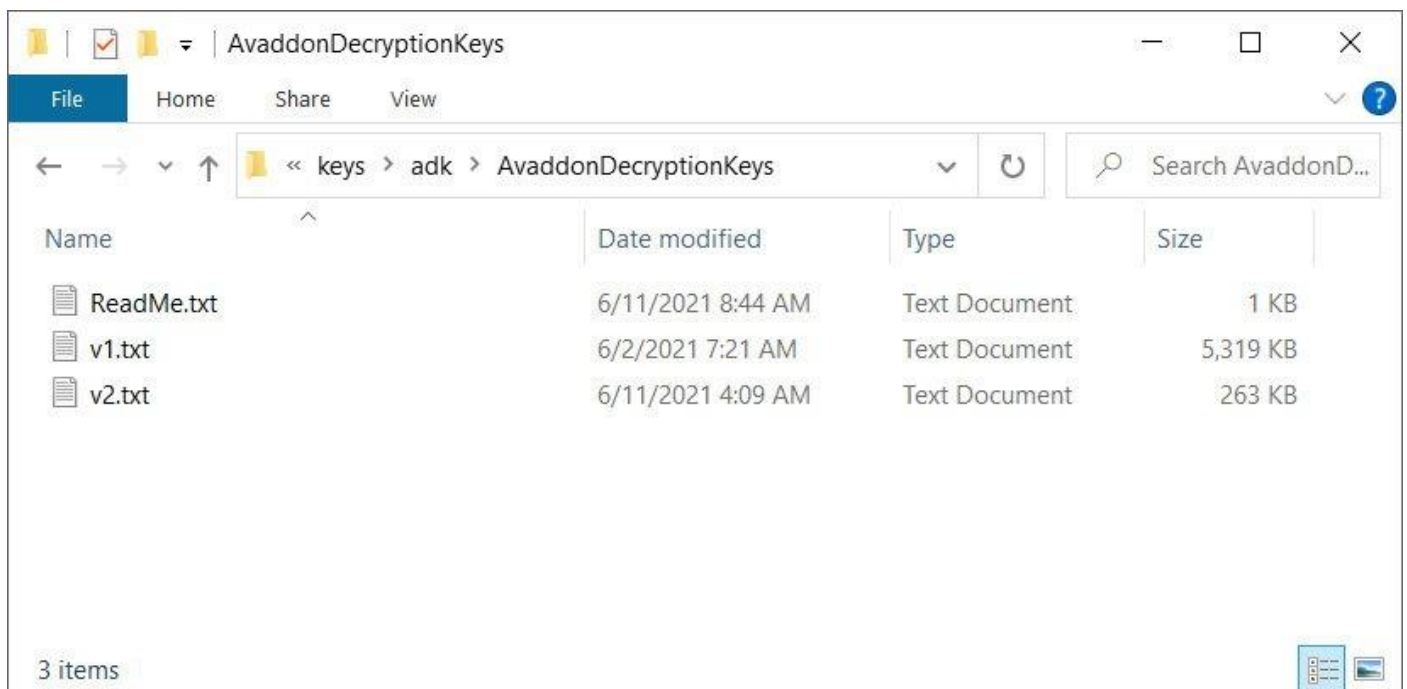 AvaddonDecryptionKeys
File Home Share View ?
« keys > adk > AvaddonDecryptionKeys Search AvaddonD...
Name Date modified Type Size
ReadMe.txt 6/11/2021 8:44 AM Text Document 1 KB
v1.txt 6/2/2021 7:21 AM Text Document 5,319 KB
v2.txt 6/11/2021 4:09 AM Text Document 263 KB
3 items